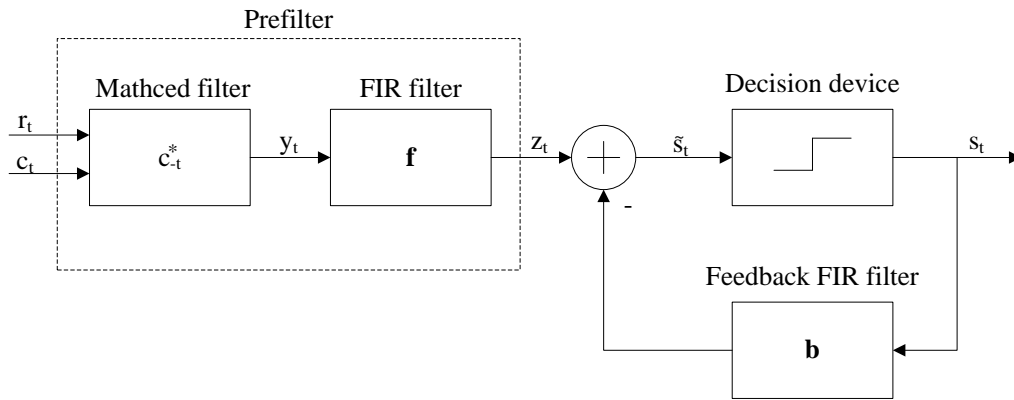 Prefilter
Mathced filter
FIR filter
Decision device
r_t
c_t
c*_-t
y_t
f
z_t
s̃_t
s_t
-
Feedback FIR filter
b